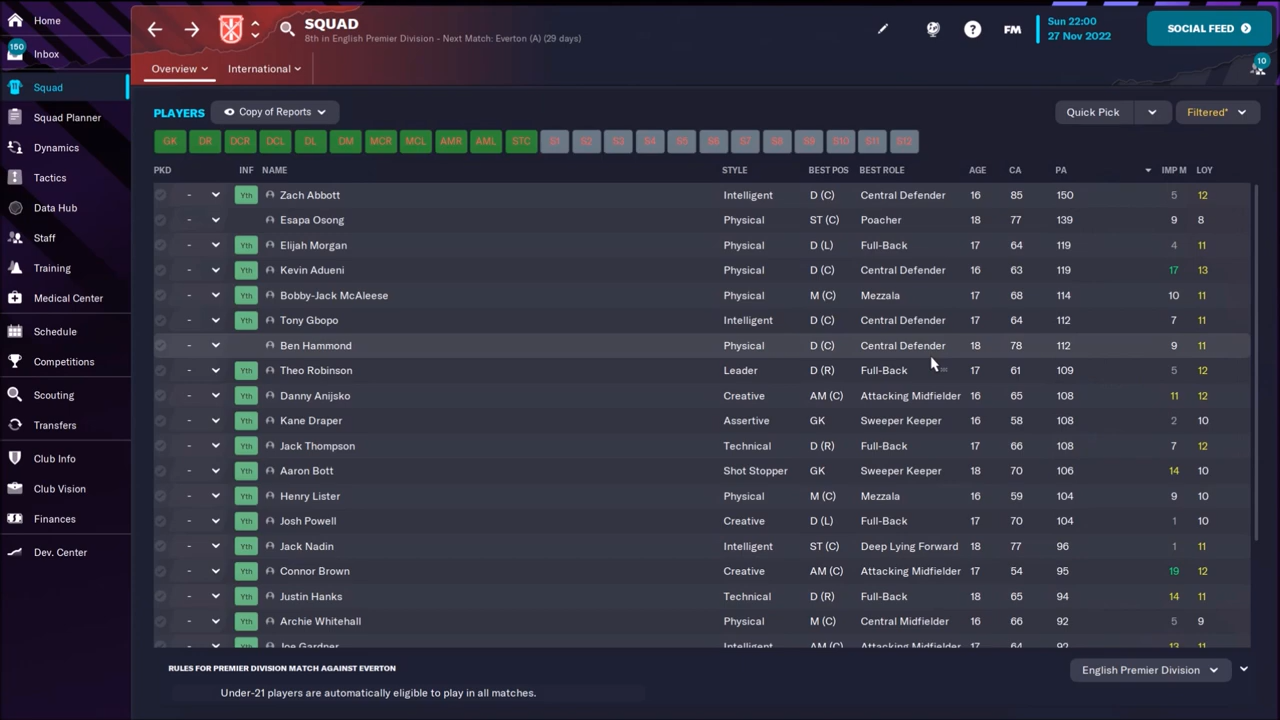 Home
150
Inbox
Squad
Squad Planner
Dynamics
Tactics
Data Hub
Staff
Training
Medical Center
Schedule
Competitions
Scouting
Transfers
Club Info
Club Vision
Finances
Dev. Center
SQUAD
8th in English Premier Division - Next Match: Everton (A) (29 days)
?
FM
Sun 22:00
27 Nov 2022
SOCIAL FEED
Overview
International
10
PLAYERS
Copy of Reports
Quick Pick
Filtered*
GK DR DCR DCL DL DM MCR MCL AMR AML STC S1 S2 S3 S4 S5 S6 S7 S8 S9 S10 S11 S12
PKD INF NAME STYLE BEST POS BEST ROLE AGE CA PA IMP M LOY
- Yth Zach Abbott Intelligent D (C) Central Defender 16 85 150 5 12
- Esapa Osong Physical ST (C) Poacher 18 77 139 9 8
- Yth Elijah Morgan Physical D (L) Full-Back 17 64 119 4 11
- Yth Kevin Adueni Physical D (C) Central Defender 16 63 119 17 13
- Yth Bobby-Jack McAleese Physical M (C) Mezzala 17 68 114 10 11
- Yth Tony Gbopo Intelligent D (C) Central Defender 17 64 112 7 11
- Ben Hammond Physical D (C) Central Defender 18 78 112 9 11
- Yth Theo Robinson Leader D (R) Full-Back 17 61 109 5 12
- Yth Danny Anijsko Creative AM (C) Attacking Midfielder 16 65 108 11 12
- Yth Kane Draper Assertive GK Sweeper Keeper 16 58 108 2 10
- Yth Jack Thompson Technical D (R) Full-Back 17 66 108 7 12
- Yth Aaron Bott Shot Stopper GK Sweeper Keeper 18 70 106 14 10
- Yth Henry Lister Physical M (C) Mezzala 16 59 104 9 10
- Yth Josh Powell Creative D (L) Full-Back 17 70 104 1 10
- Yth Jack Nadin Intelligent ST (C) Deep Lying Forward 18 77 96 1 11
- Yth Connor Brown Creative AM (C) Attacking Midfielder 17 54 95 19 12
- Yth Justin Hanks Technical D (R) Full-Back 18 65 94 14 11
- Yth Archie Whitehall Physical M (C) Central Midfielder 16 66 92 5 9
- Yth Joe Gardner Intelligent AM (C) Attacking Midfielder 17 64 92 13 11
RULES FOR PREMIER DIVISION MATCH AGAINST EVERTON
English Premier Division
Under-21 players are automatically eligible to play in all matches.